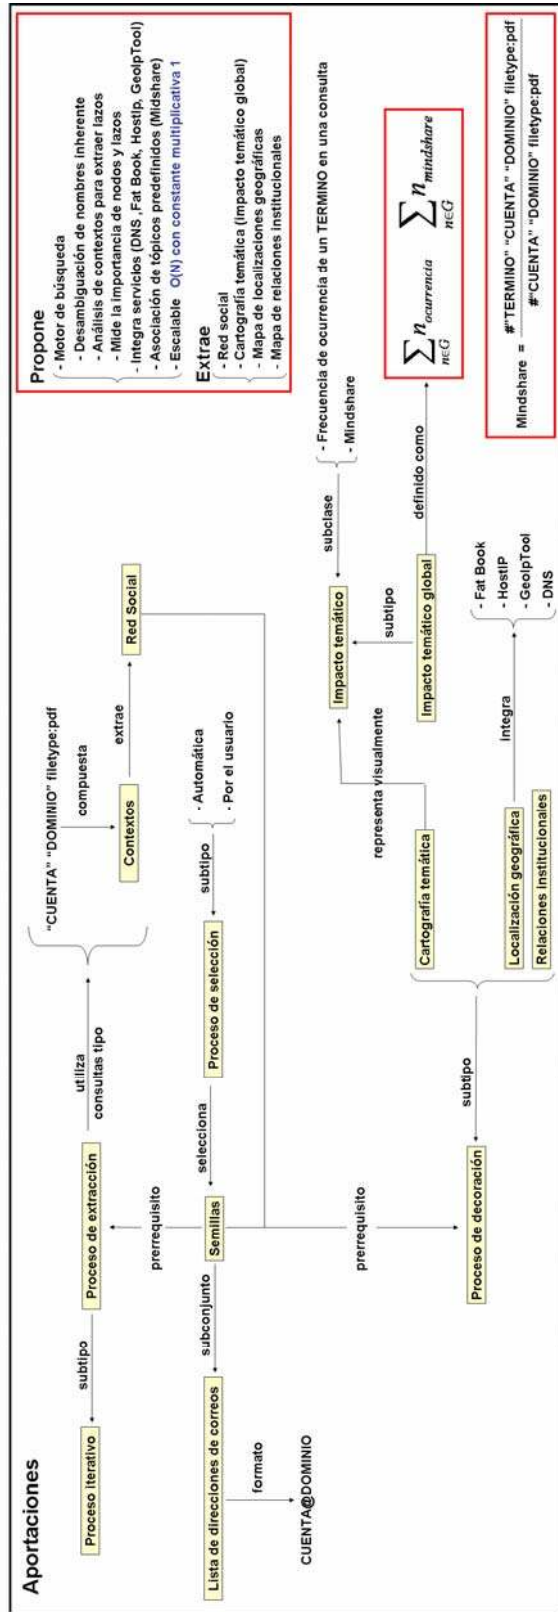 Aportaciones
Proceso iterativo
subtipo
Proceso de extracción
utiliza
consultas tipo
"CUENTA" "DOMINIO" filetype:pdf
compuesta
Contextos
extrae
Red Social
Propone
- Motor de búsqueda
- Desambiguación de nombres inherente
- Análisis de contextos para extraer lazos
- Mide la importancia de nodos y lazos
- Integra servicios (DNS ,Fat Book, HostIp, GeoIpTool)
- Asociación de tópicos predefinidos (Midshare)
- Escalable O(N) con constante multiplicativa 1
Extrae
- Red social
- Cartografía temática (Impacto temático global)
- Mapa de localizaciones geográficas
- Mapa de relaciones institucionales
prerrequisito
Lista de direcciones de correos
subconjunto
Semillas
selecciona
Proceso de selección
subtipo
- Automática
- Por el usuario
formato
CUENTA@DOMINIO
prerrequisito
Proceso de decoración
subtipo
Cartografía temática
representa visualmente
Impacto temático
subclase
- Frecuencia de ocurrencia de un TERMINO en una consulta
- Mindshare
subtipo
Impacto temático global
definido como
∑ n∈G n ocurrencia ∑ n∈G n mindshare
Localización geográfica
Relaciones institucionales
integra
- Fat Book
- HostIP
- GeoIpTool
- DNS
#"TERMINO" "CUENTA" "DOMINIO" filetype:pdf
Mindshare =
#"CUENTA" "DOMINIO" filetype:pdf